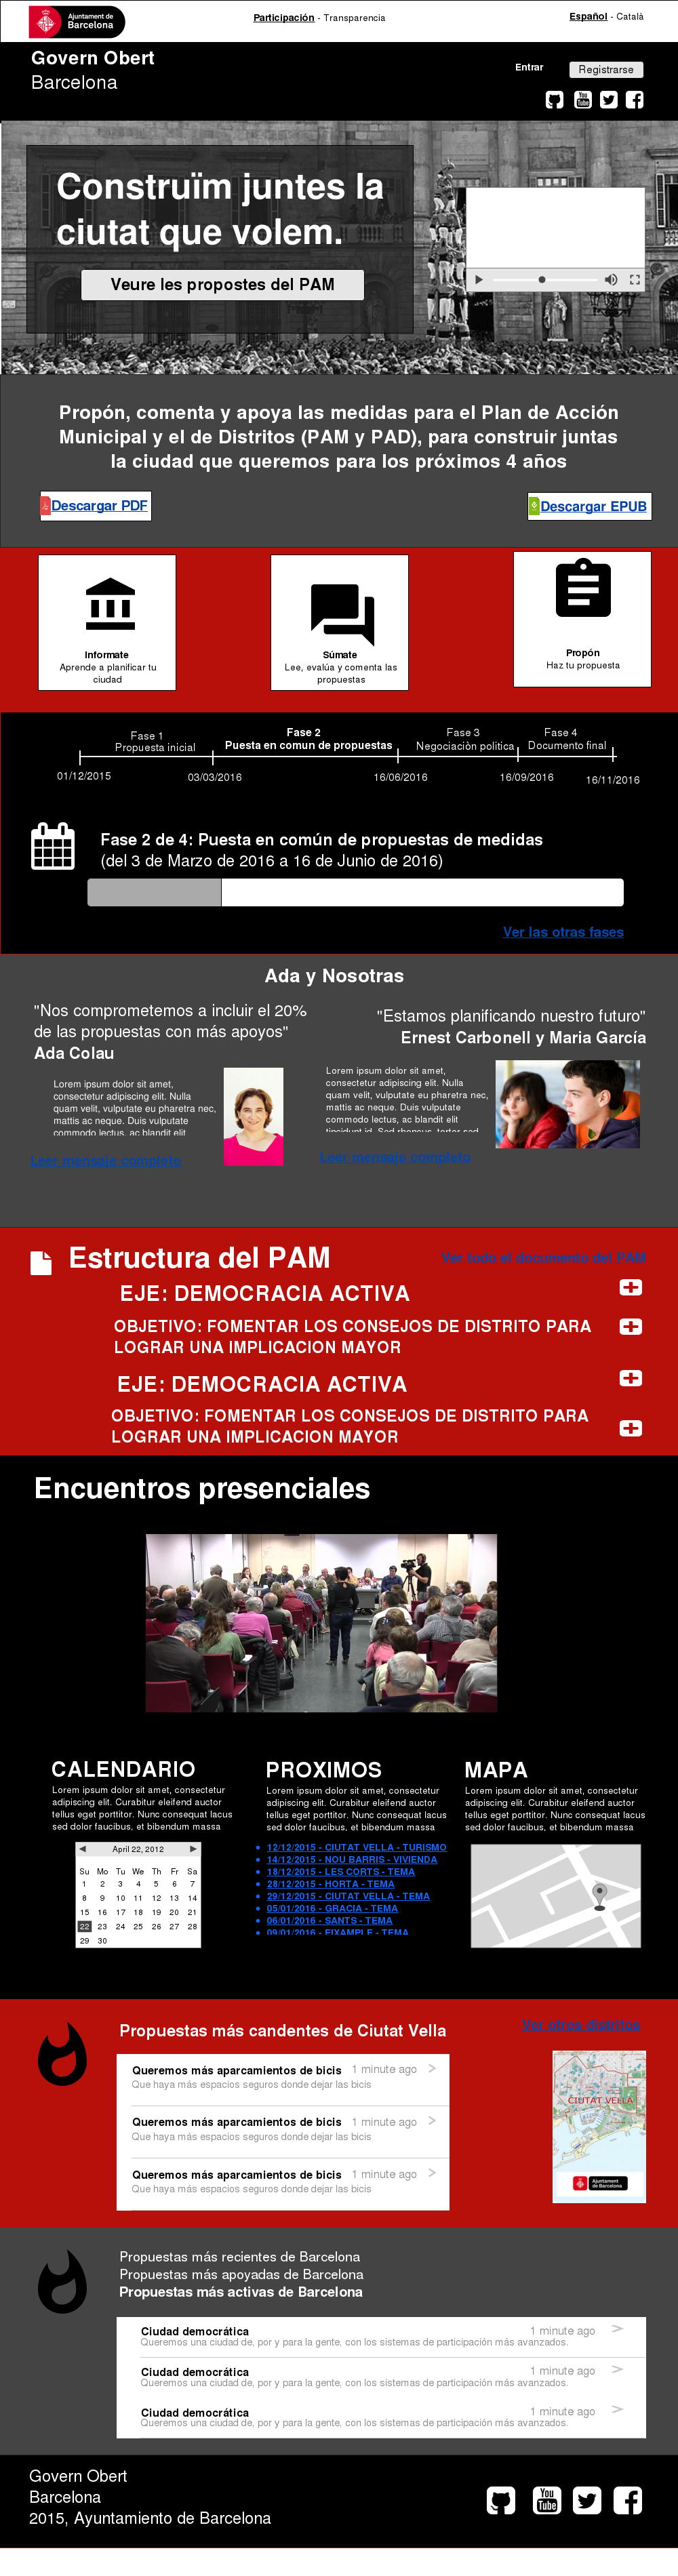 Ajuntament de
Barcelona
Participación - Transparencia
Español - Català
Govern Obert
Barcelona
Entrar
Registrarse
You
Tube
Construïm juntes la
ciutat que volem.
Veure les propostes del PAM
Propón, comenta y apoya las medidas para el Plan de Acción
Municipal y el de Distritos (PAM y PAD), para construir juntas
la ciudad que queremos para los próximos 4 años
Descargar PDF
Descargar EPUB
Informate
Aprende a planificar tu
ciudad
Súmate
Lee, evalúa y comenta las
propuestas
Propón
Haz tu propuesta
Fase 1
Propuesta inicial
Fase 2
Puesta en comun de propuestas
Fase 3
Negociaciòn politica
Fase 4
Documento final
01/12/2015
03/03/2016
16/06/2016
16/09/2016
16/11/2016
Fase 2 de 4: Puesta en común de propuestas de medidas
(del 3 de Marzo de 2016 a 16 de Junio de 2016)
Ver las otras fases
Ada y Nosotras
"Nos comprometemos a incluir el 20%
de las propuestas con más apoyos"
Ada Colau
Lorem ipsum dolor sit amet,
consectetur adipiscing elit. Nulla
quam velit, vulputate eu pharetra nec,
mattis ac neque. Duis vulputate
commodo lectus, ac blandit elit
Leer mensaje completo
"Estamos planificando nuestro futuro"
Ernest Carbonell y Maria García
Lorem ipsum dolor sit amet,
consectetur adipiscing elit. Nulla
quam velit, vulputate eu pharetra nec,
mattis ac neque. Duis vulputate
commodo lectus, ac blandit elit
tincidunt id. Sed rhoncus, tortor sed
Leer mensaje completo
Estructura del PAM
Ver todo el documento del PAM
EJE: DEMOCRACIA ACTIVA
OBJETIVO: FOMENTAR LOS CONSEJOS DE DISTRITO PARA
LOGRAR UNA IMPLICACION MAYOR
EJE: DEMOCRACIA ACTIVA
OBJETIVO: FOMENTAR LOS CONSEJOS DE DISTRITO PARA
LOGRAR UNA IMPLICACION MAYOR
Encuentros presenciales
CALENDARIO
Lorem ipsum dolor sit amet, consectetur
adipiscing elit. Curabitur eleifend auctor
tellus eget porttitor. Nunc consequat lacus
sed dolor faucibus, et bibendum massa
April 22, 2012
Su Mo Tu We Th Fr Sa
1 2 3 4 5 6 7
8 9 10 11 12 13 14
15 16 17 18 19 20 21
22 23 24 25 26 27 28
29 30
PROXIMOS
Lorem ipsum dolor sit amet, consectetur
adipiscing elit. Curabitur eleifend auctor
tellus eget porttitor. Nunc consequat lacus
sed dolor faucibus, et bibendum massa
12/12/2015 - CIUTAT VELLA - TURISMO
14/12/2015 - NOU BARRIS - VIVIENDA
18/12/2015 - LES CORTS - TEMA
28/12/2015 - HORTA - TEMA
29/12/2015 - CIUTAT VELLA - TEMA
05/01/2016 - GRACIA - TEMA
06/01/2016 - SANTS - TEMA
09/01/2016 - EIXAMPLE - TEMA
MAPA
Lorem ipsum dolor sit amet, consectetur
adipiscing elit. Curabitur eleifend auctor
tellus eget porttitor. Nunc consequat lacus
sed dolor faucibus, et bibendum massa
Propuestas más candentes de Ciutat Vella
Ver otros distritos
Queremos más aparcamientos de bicis 1 minute ago
Que haya más espacios seguros donde dejar las bicis
Queremos más aparcamientos de bicis 1 minute ago
Que haya más espacios seguros donde dejar las bicis
Queremos más aparcamientos de bicis 1 minute ago
Que haya más espacios seguros donde dejar las bicis
CIUTAT VELLA
Ajuntament
de Barcelona
Propuestas más recientes de Barcelona
Propuestas más apoyadas de Barcelona
Propuestas más activas de Barcelona
Ciudad democrática 1 minute ago
Queremos una ciudad de, por y para la gente, con los sistemas de participación más avanzados.
Ciudad democrática 1 minute ago
Queremos una ciudad de, por y para la gente, con los sistemas de participación más avanzados.
Ciudad democrática 1 minute ago
Queremos una ciudad de, por y para la gente, con los sistemas de participación más avanzados.
Govern Obert
Barcelona
2015, Ayuntamiento de Barcelona
You
Tube